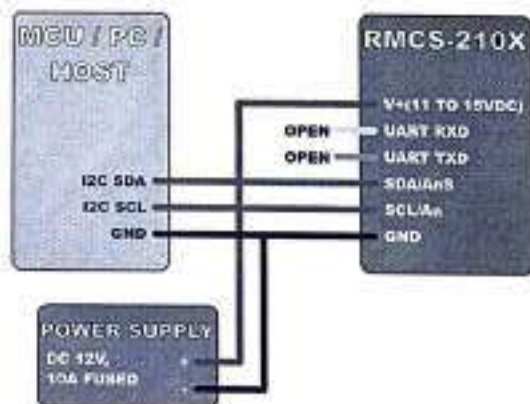 MCU / PC /
HOST
I2C SDA
I2C SCL
GND
RMCS-210X
V+(11 TO 15VDC)
OPEN UART RXD
OPEN UART TXD
SDA/AnS
SCL/An
GND
POWER SUPPLY
DC 12V, +
10A FUSED -